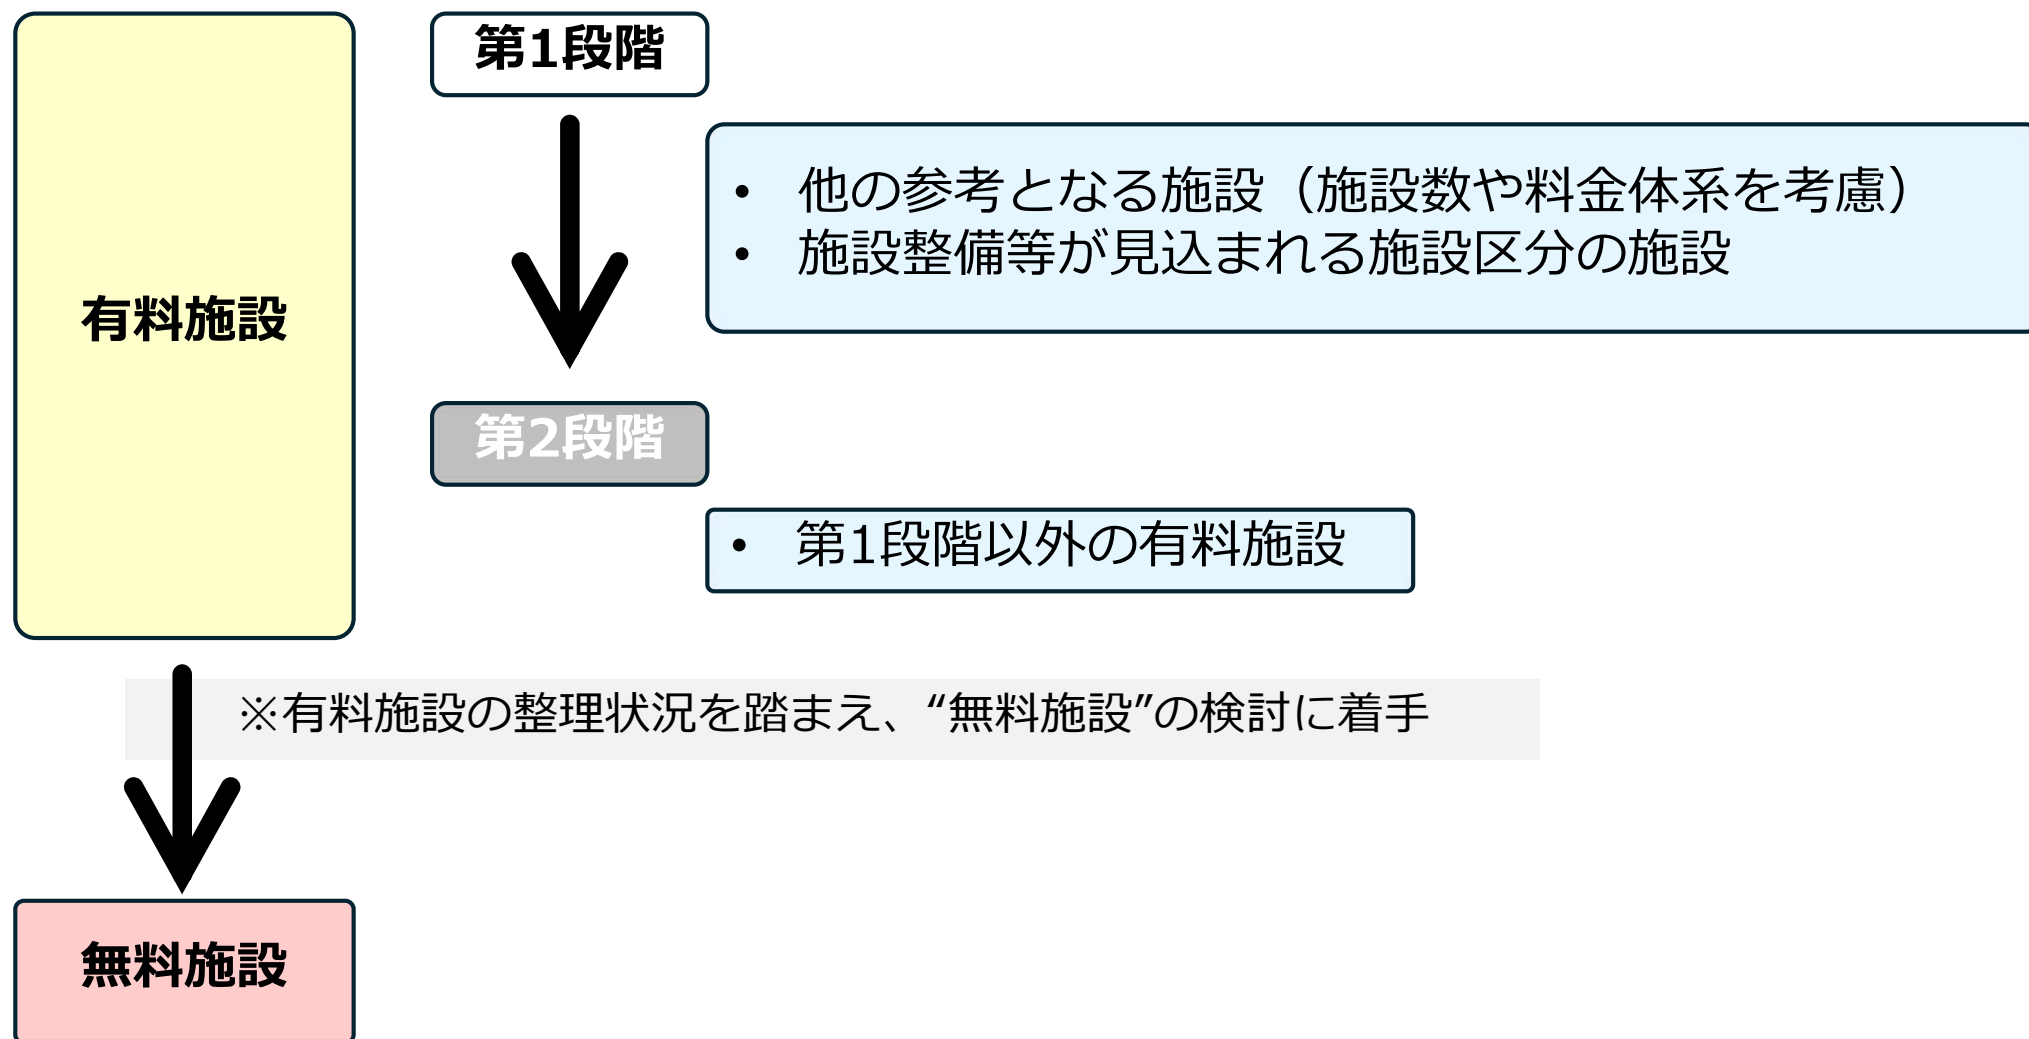 有料施設
第1段階
• 他の参考となる施設（施設数や料金体系を考慮）
• 施設整備等が見込まれる施設区分の施設
第2段階
• 第1段階以外の有料施設
※有料施設の整理状況を踏まえ、“無料施設”の検討に着手
無料施設